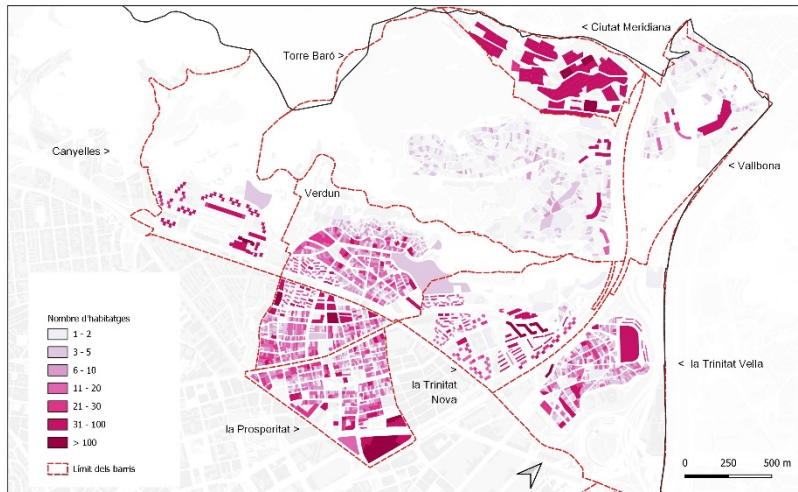 < Ciutat Meridiana
Torre Baró >
Canyelles >
< Vallbona
Verdun
Nombre d'habitatges
1 - 2
3 - 5
6 - 10
11 - 20
21 - 30
31 - 100
> 100
Límit dels barris
< la Trinitat Vella
la Trinitat
Nova
la Prosperitat >
0 250 500 m